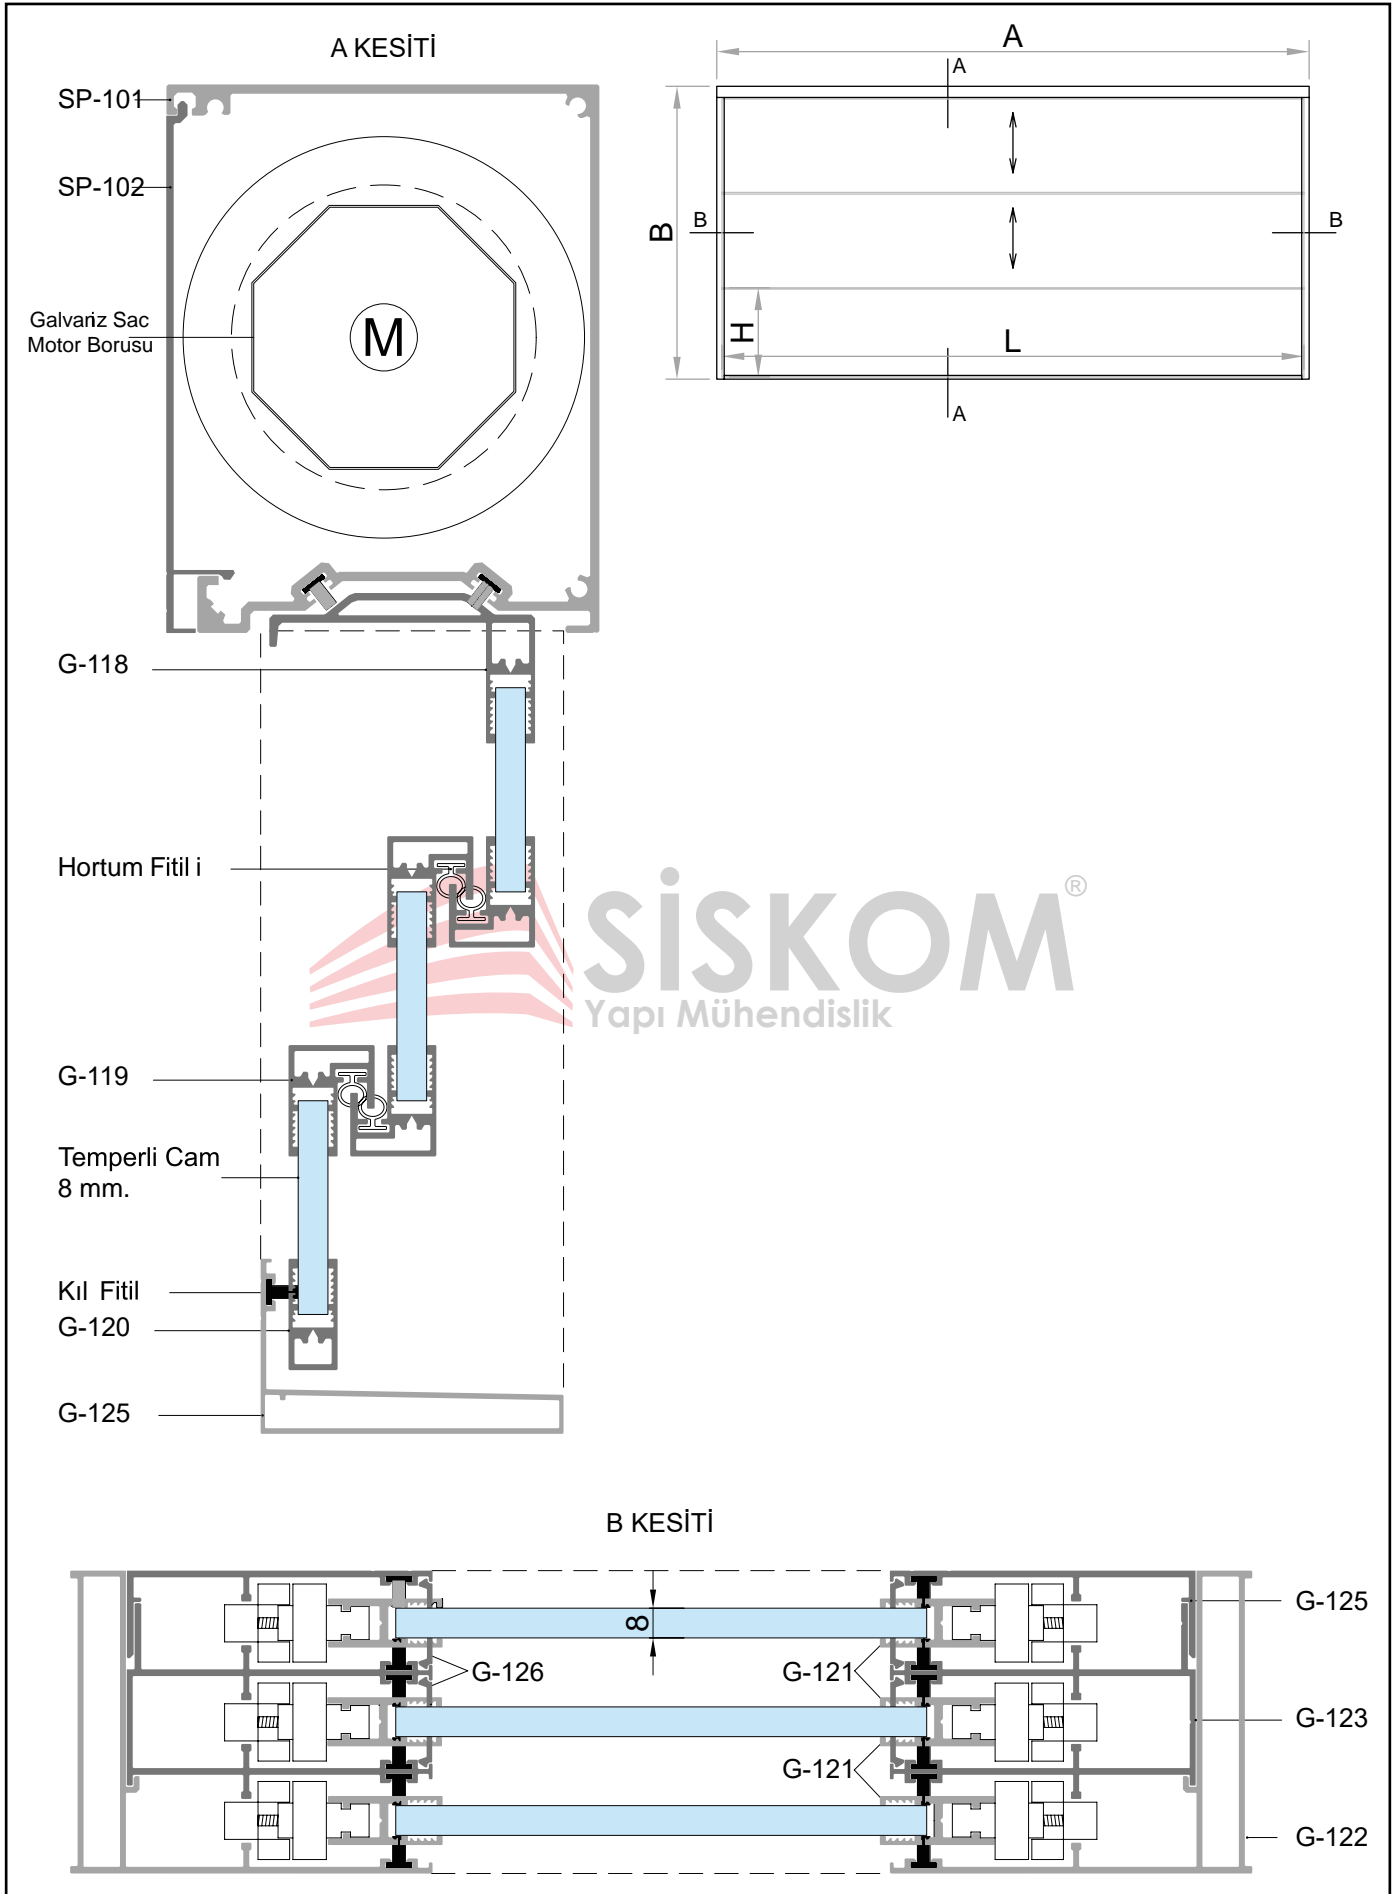 A KESİTİ
SP-101
SP-102
Galvaniz Sac
Motor Borusu
M
A
A
B
B
B
H
L
A
G-118
Hortum Fitil i
SİSKOM®
Yapı Mühendislik
G-119
Temperli Cam
8 mm.
Kıl Fitil
G-120
G-125
B KESİTİ
8
G-126
G-121
G-121
G-125
G-123
G-122